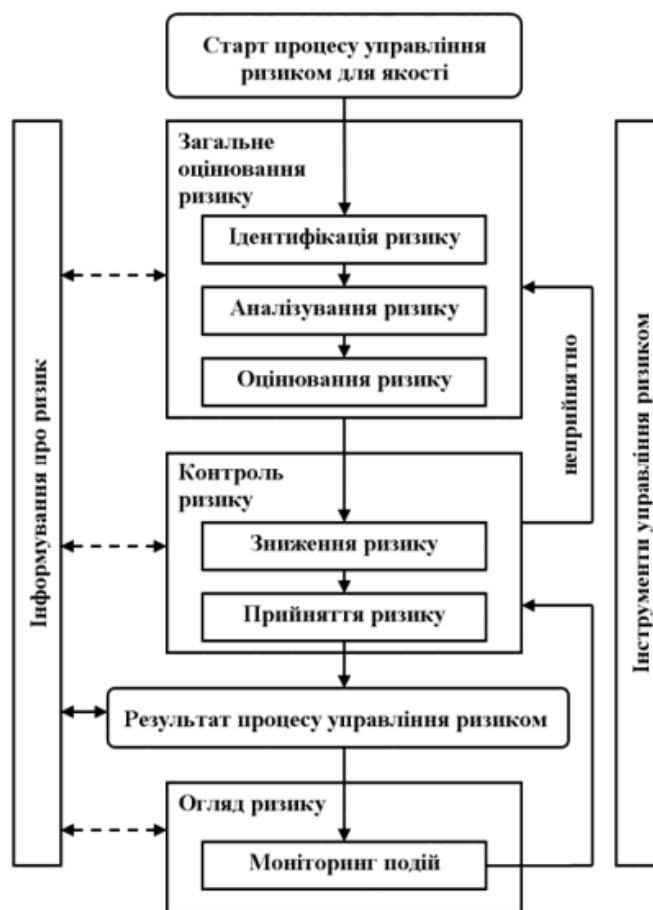 Старт процесу управління
ризиком для якості
Загальне
оцінювання
ризику
Ідентифікація ризику
Аналізування ризику
Оцінювання ризику
Інформування про ризик
неприйнятно
Інструменти управління ризиком
Контроль
ризику
Зниження ризику
Прийняття ризику
Результат процесу управління ризиком
Огляд ризику
Моніторинг подій